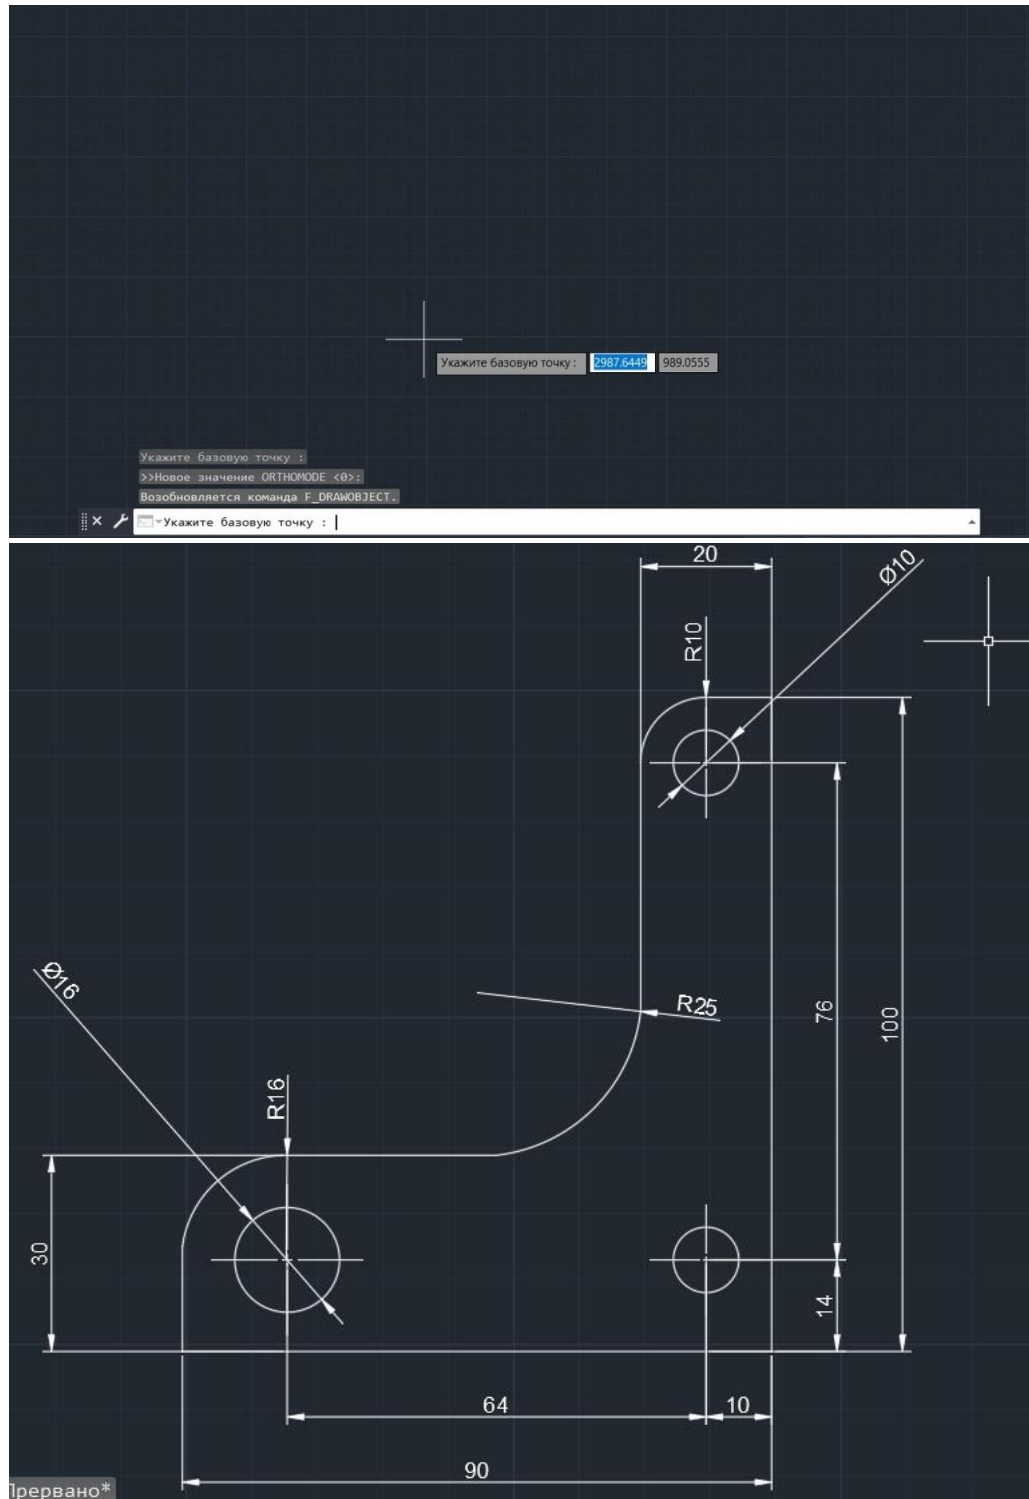 Укажите базовую точку : 2987.6449 989.0555
Укажите базовую точку :
>>Новое значение ORTHOMODE <0>:
Возобновляется команда F_DRAWOBJECT.
Укажите базовую точку :
20
Ø10
R10
Ø16
R25
76
100
R16
30
14
64
10
90
Прервано*